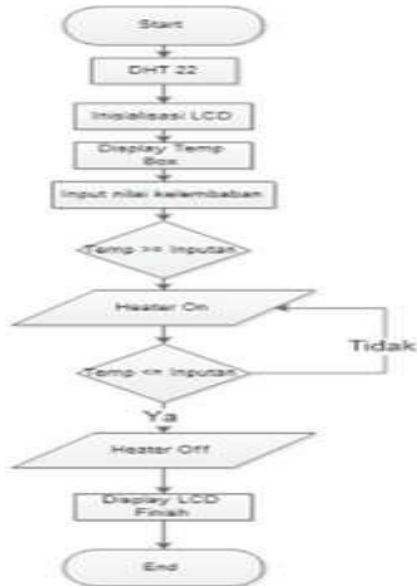 Start
DHT 22
Inisialisasi LCD
Display Temp
Box
Input nilai kelembaban
Temp >= Inputan
Heater On
Tidak
Temp <= Inputan
Ya
Heater Off
Display LCD
Finish
End